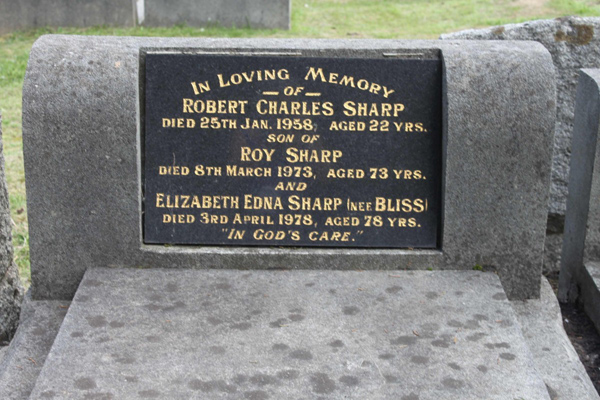 IN LOVING MEMORY
— OF —
ROBERT CHARLES SHARP
DIED 25TH JAN. 1958, AGED 22 YRS.
SON OF
ROY SHARP
DIED 8TH MARCH 1973, AGED 73 YRS.
AND
ELIZABETH EDNA SHARP (NEE BLISS)
DIED 3RD APRIL 1978, AGED 78 YRS.
"IN GOD'S CARE."